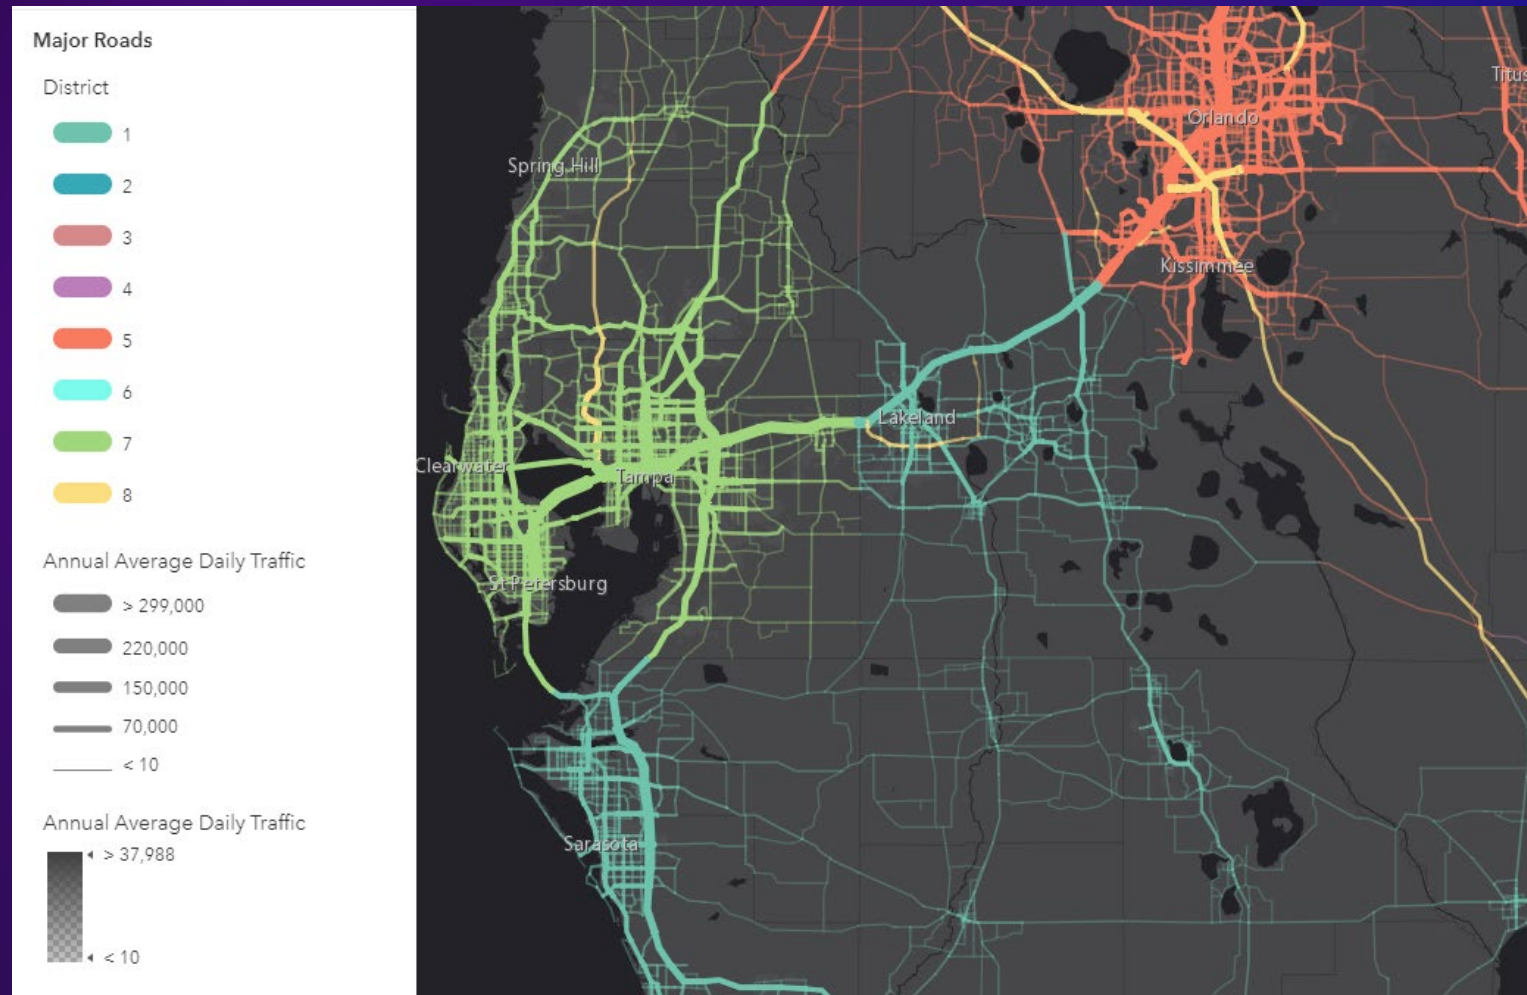 Major Roads
District
1
2
3
4
5
6
7
8
Annual Average Daily Traffic
> 299,000
220,000
150,000
70,000
< 10
Annual Average Daily Traffic
> 37,988
< 10
Titus
Orlando
Spring Hill
Kissimmee
Lakeland
Clearwater
Tampa
St Petersburg
Sarasota